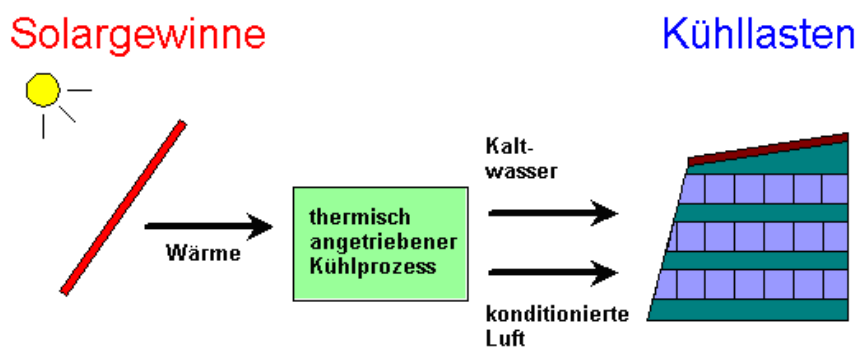 Solargewinne
Kühllasten
Wärme
thermisch
angetriebener
Kühlprozess
Kalt-
wasser
konditionierte
Luft